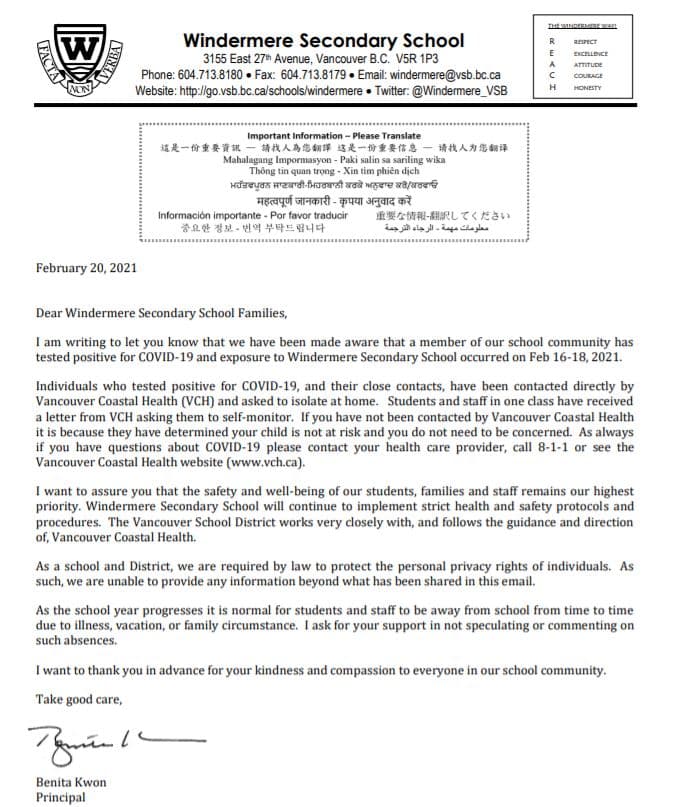 FACTA NON VERBA
W
Windermere Secondary School
3155 East 27th Avenue, Vancouver B.C. V5R 1P3
Phone: 604.713.8180 • Fax: 604.713.8179 • Email: windermere@vsb.bc.ca
Website: http://go.vsb.bc.ca/schools/windermere • Twitter: @Windermere_VSB
THE WINDERMERE WAY!
R RESPECT
E EXCELLENCE
A ATTITUDE
C COURAGE
H HONESTY
Important Information – Please Translate
這是一份重要資訊 — 請找人為您翻譯 这是一份重要信息 — 请找人为您翻译
Mahalagang Impormasyon - Paki salin sa sariling wika
Thông tin quan trọng - Xin tìm phiên dịch
ਮਹੱਤਵਪੂਰਨ ਜਾਣਕਾਰੀ-ਮਿਹਰਬਾਨੀ ਕਰਕੇ ਅਨੁਵਾਦ ਕਰੋ/ਕਰਵਾਓ
महत्वपूर्ण जानकारी - कृपया अनुवाद करें
Información importante - Por favor traducir 重要な情報-翻訳してください
중요한 정보 - 번역 부탁드립니다 معلومات مهمة - الرجاء الترجمة
February 20, 2021
Dear Windermere Secondary School Families,
I am writing to let you know that we have been made aware that a member of our school community has
tested positive for COVID-19 and exposure to Windermere Secondary School occurred on Feb 16-18, 2021.
Individuals who tested positive for COVID-19, and their close contacts, have been contacted directly by
Vancouver Coastal Health (VCH) and asked to isolate at home. Students and staff in one class have received
a letter from VCH asking them to self-monitor. If you have not been contacted by Vancouver Coastal Health
it is because they have determined your child is not at risk and you do not need to be concerned. As always
if you have questions about COVID-19 please contact your health care provider, call 8-1-1 or see the
Vancouver Coastal Health website (www.vch.ca).
I want to assure you that the safety and well-being of our students, families and staff remains our highest
priority. Windermere Secondary School will continue to implement strict health and safety protocols and
procedures. The Vancouver School District works very closely with, and follows the guidance and direction
of, Vancouver Coastal Health.
As a school and District, we are required by law to protect the personal privacy rights of individuals. As
such, we are unable to provide any information beyond what has been shared in this email.
As the school year progresses it is normal for students and staff to be away from school from time to time
due to illness, vacation, or family circumstance. I ask for your support in not speculating or commenting on
such absences.
I want to thank you in advance for your kindness and compassion to everyone in our school community.
Take good care,
Benita Kwon
Principal